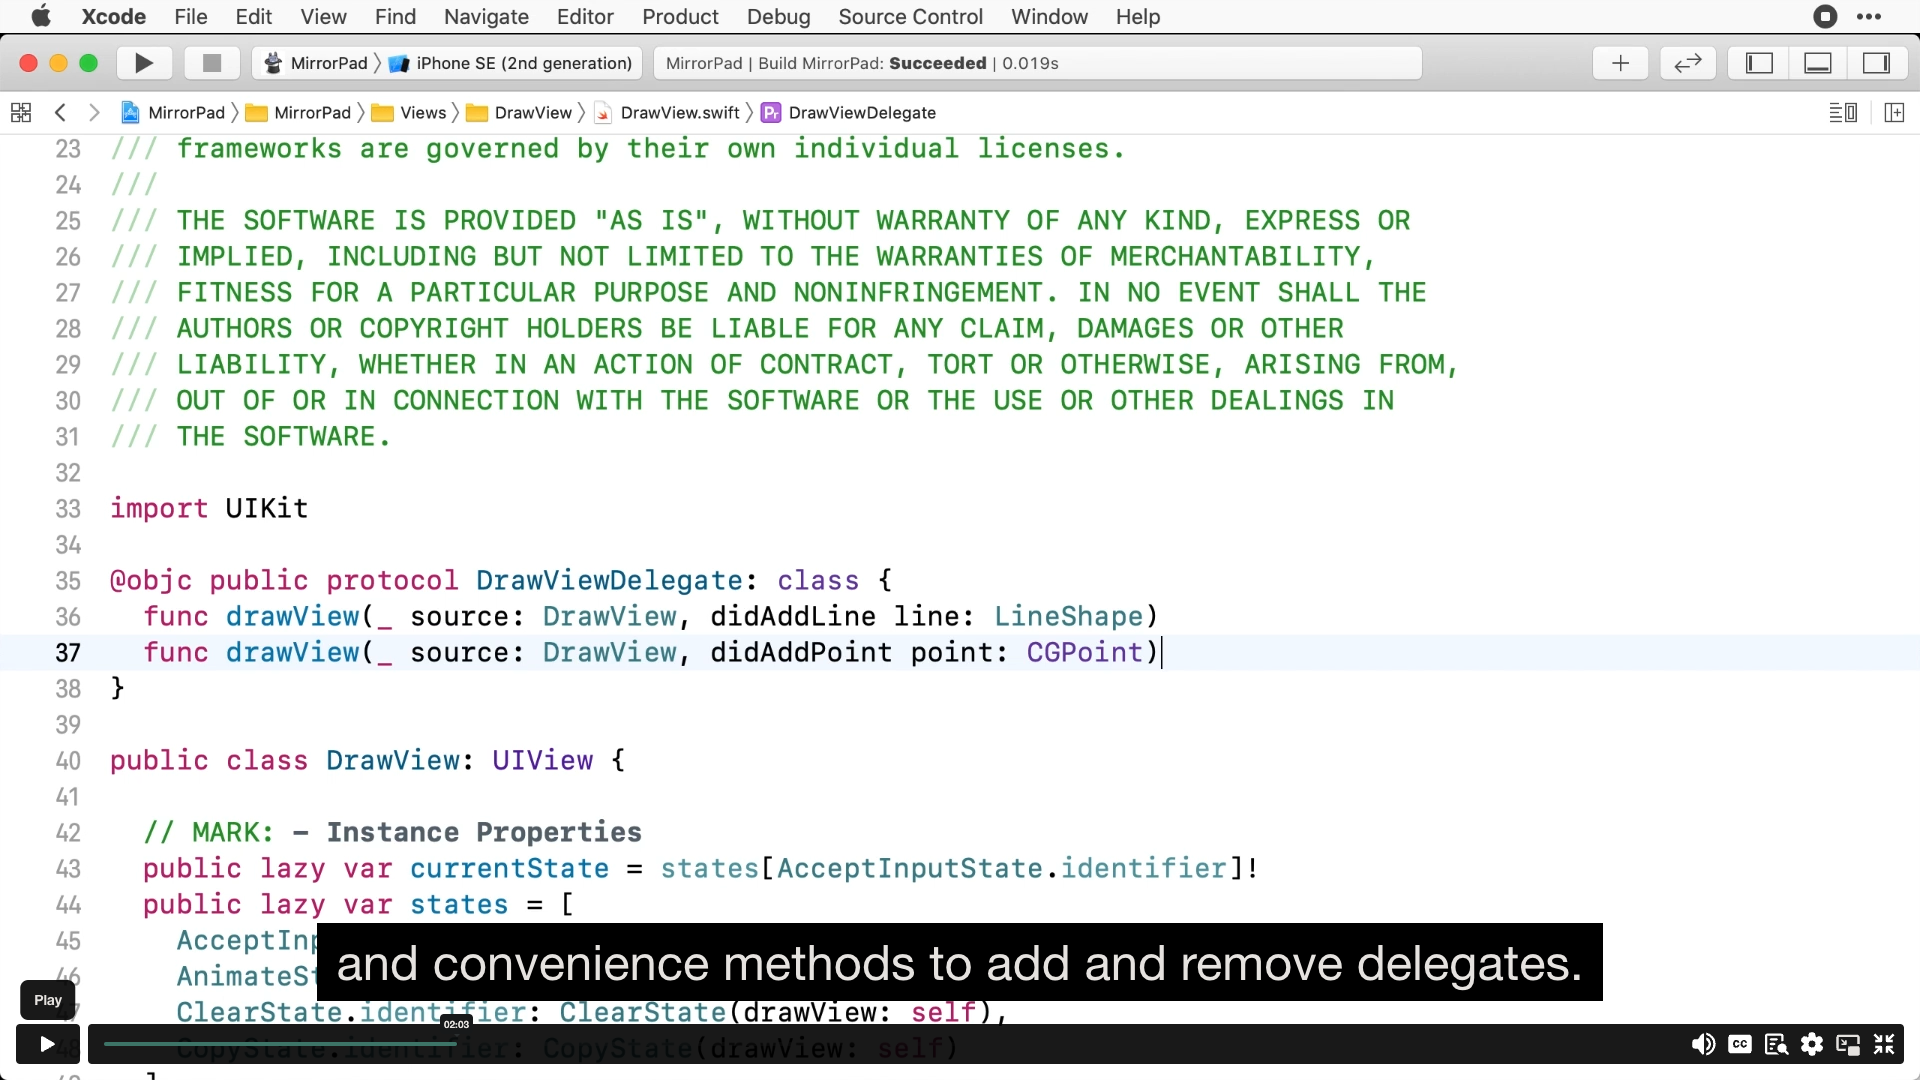 Xcode File Edit View Find Navigate Editor Product Debug Source Control Window Help
MirrorPad iPhone SE (2nd generation) MirrorPad | Build MirrorPad: Succeeded | 0.019s
MirrorPad MirrorPad Views DrawView DrawView.swift Pr DrawViewDelegate
23 /// frameworks are governed by their own individual licenses.
24 ///
25 /// THE SOFTWARE IS PROVIDED "AS IS", WITHOUT WARRANTY OF ANY KIND, EXPRESS OR
26 /// IMPLIED, INCLUDING BUT NOT LIMITED TO THE WARRANTIES OF MERCHANTABILITY,
27 /// FITNESS FOR A PARTICULAR PURPOSE AND NONINFRINGEMENT. IN NO EVENT SHALL THE
28 /// AUTHORS OR COPYRIGHT HOLDERS BE LIABLE FOR ANY CLAIM, DAMAGES OR OTHER
29 /// LIABILITY, WHETHER IN AN ACTION OF CONTRACT, TORT OR OTHERWISE, ARISING FROM,
30 /// OUT OF OR IN CONNECTION WITH THE SOFTWARE OR THE USE OR OTHER DEALINGS IN
31 /// THE SOFTWARE.
32
33 import UIKit
34
35 @objc public protocol DrawViewDelegate: class {
36 func drawView(_ source: DrawView, didAddLine line: LineShape)
37 func drawView(_ source: DrawView, didAddPoint point: CGPoint)
38 }
39
40 public class DrawView: UIView {
41
42 // MARK: - Instance Properties
43 public lazy var currentState = states[AcceptInputState.identifier]!
44 public lazy var states = [
45 AcceptInp
46 AnimateSt
and convenience methods to add and remove delegates.
Play
ClearState.identifier: ClearState(drawView: self),
02:03
48 CopyState.identifier: CopyState(drawView: self)
CC
]